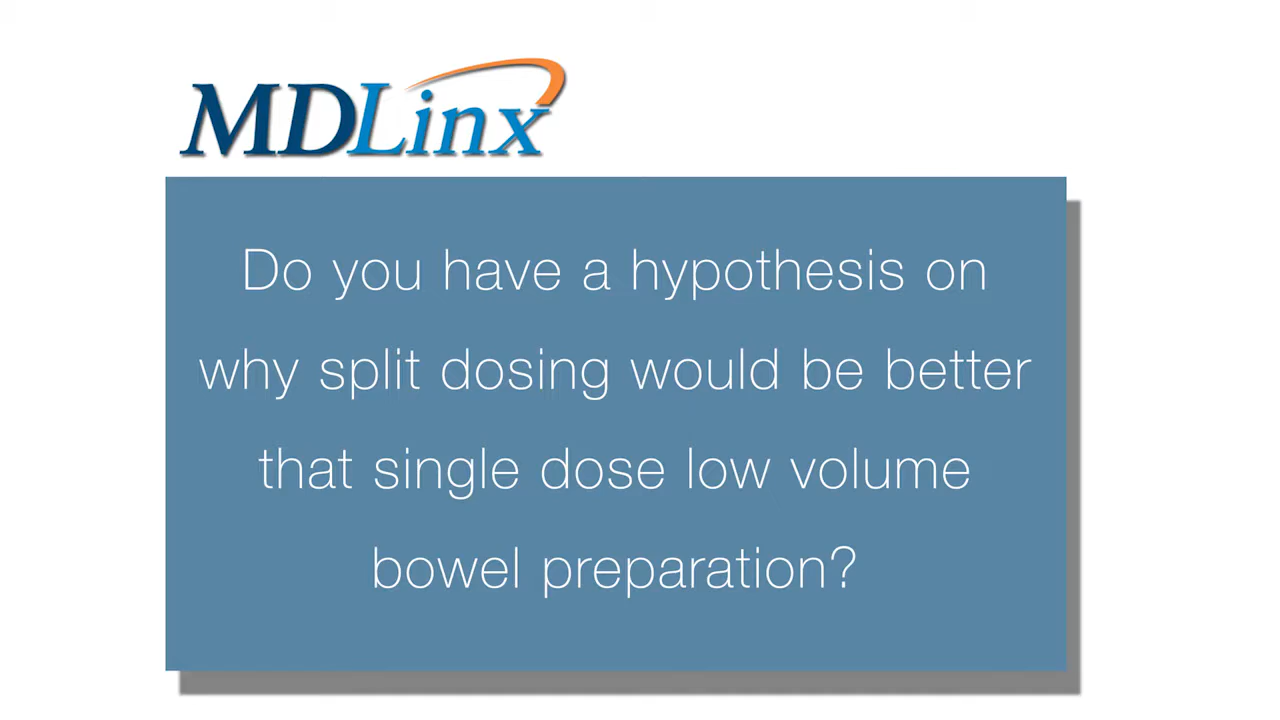 MDLinx
Do you have a hypothesis on
why split dosing would be better
that single dose low volume
bowel preparation?